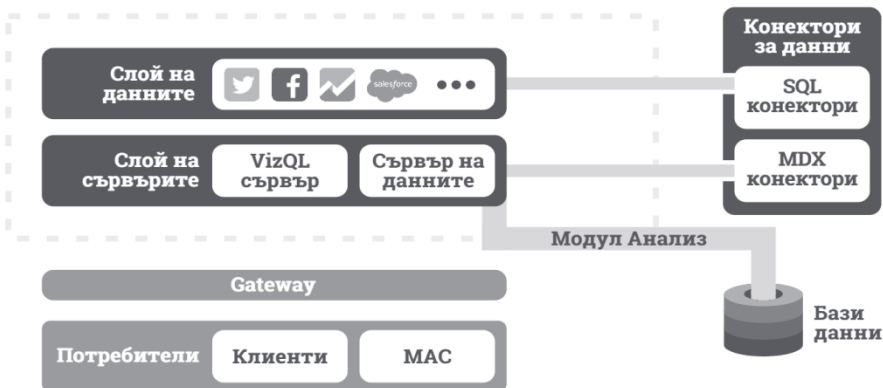 Слой на
данните
salesforce
Слой на
сървърите
VizQL
сървър
Сървър на
данните
Конектори
за данни
SQL
конектори
MDX
конектори
Модул Анализ
Gateway
Бази
данни
Потребители
Клиенти
MAC